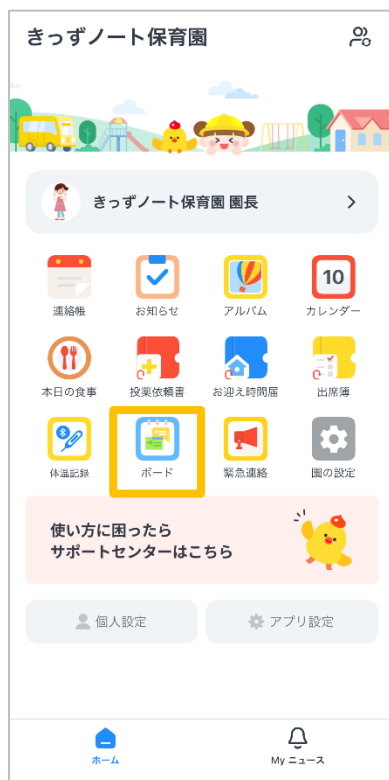 きっずノート保育園
きっずノート保育園 園長
連絡帳
お知らせ
アルバム
10
カレンダー
本日の食事
投薬依頼書
お迎え時間届
出席簿
体温記録
ボード
緊急連絡
園の設定
使い方に困ったら
サポートセンターはこちら
個人設定
アプリ設定
ホーム
My ニュース